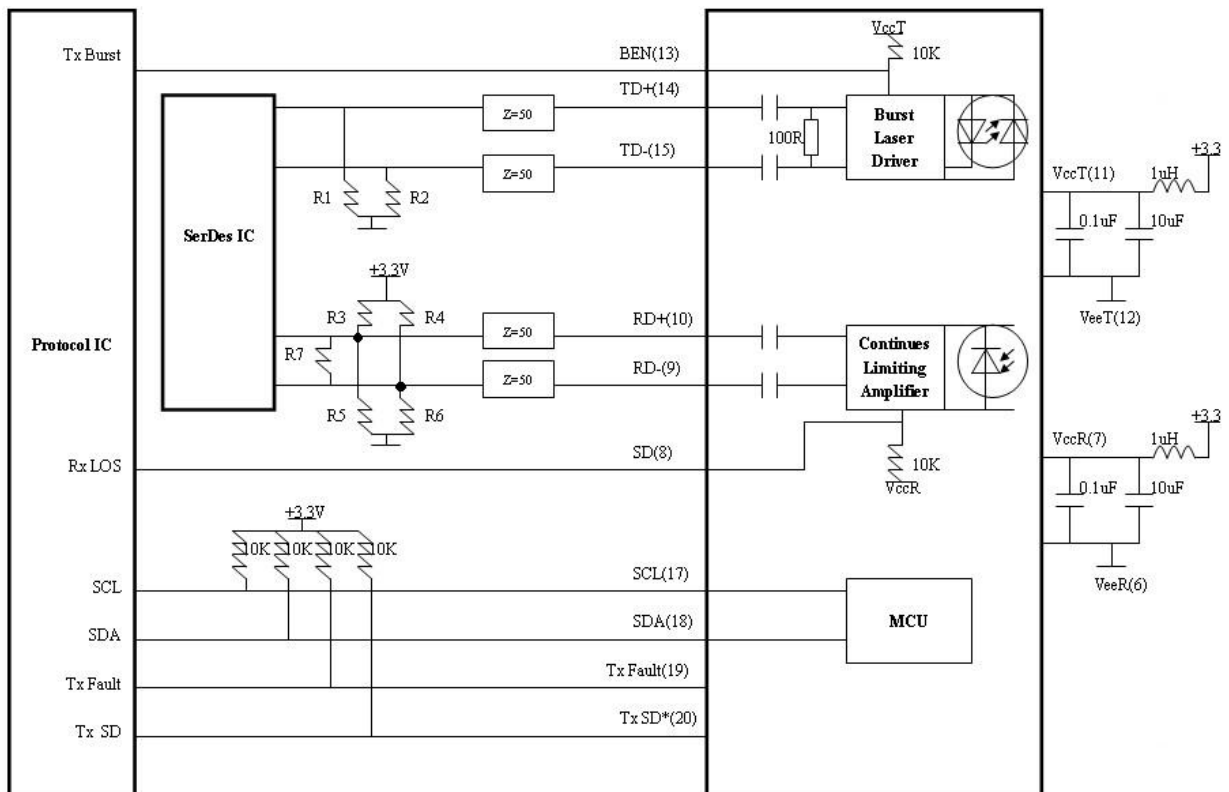 VccT
10K
Tx Burst
BEN(13)
TD+(14)
Z=50
100R
Burst
Laser
Driver
TD-(15)
Z=50
R1
R2
SerDes IC
VccT(11)
1uH
+3.3
0.1uF
10uF
VeeT(12)
+3.3V
R3
R4
RD+(10)
Z=50
R7
RD-(9)
Z=50
R5
R6
Continues
Limiting
Amplifier
Protocol IC
Rx LOS
SD(8)
10K
VccR
VccR(7)
1uH
+3.3
0.1uF
10uF
VeeR(6)
+3.3V
10K
10K
10K
10K
SCL
SCL(17)
SDA
SDA(18)
MCU
Tx Fault
Tx Fault(19)
Tx SD
Tx SD*(20)